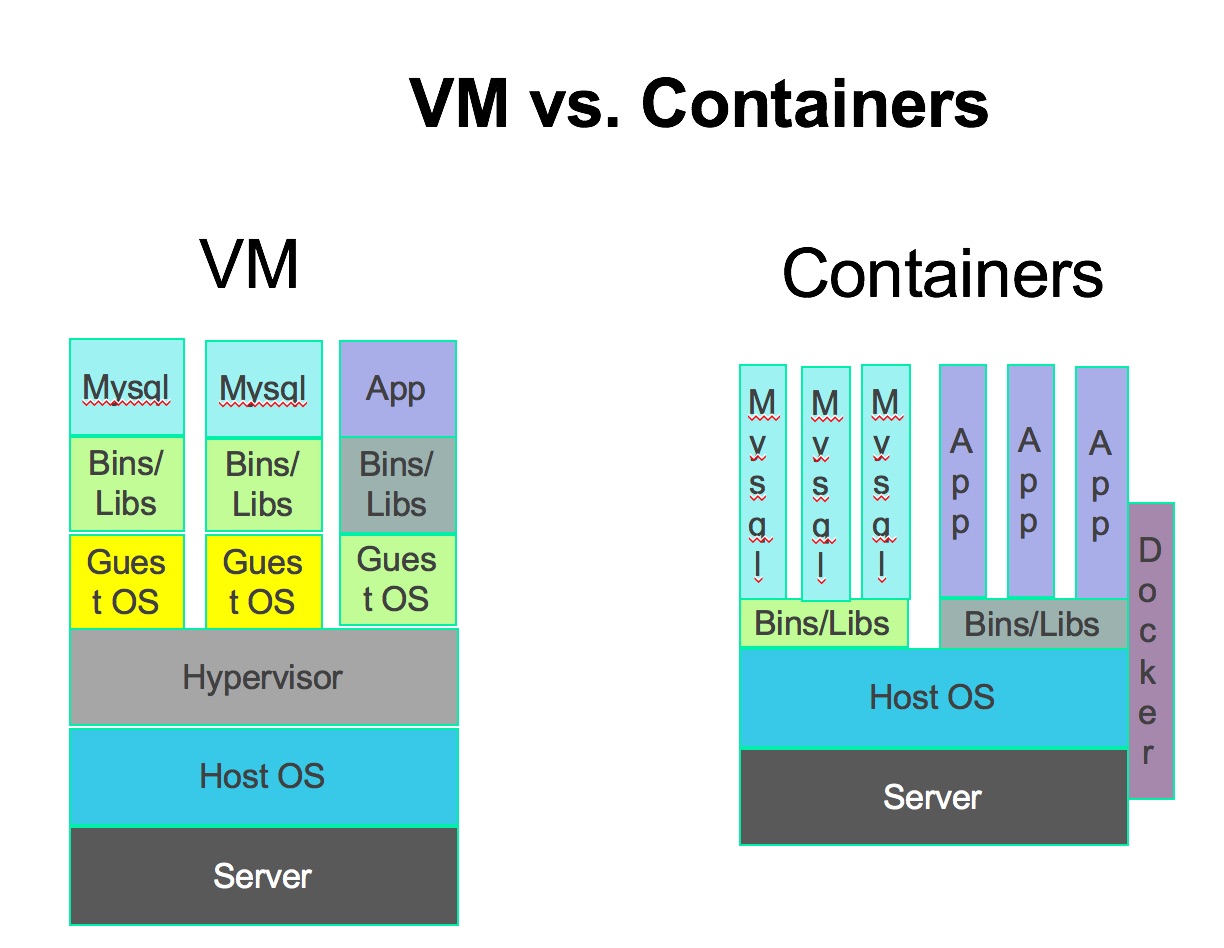 VM vs. Containers
VM
Mysql
Mysql
App
Bins/
Libs
Bins/
Libs
Bins/
Libs
Gues
t OS
Gues
t OS
Gues
t OS
Hypervisor
Host OS
Server
Containers
M
y
s
q
l
M
y
s
q
l
M
y
s
q
l
A
p
p
A
p
p
A
p
p
Bins/Libs
Bins/Libs
Host OS
Server
D
o
c
k
e
r